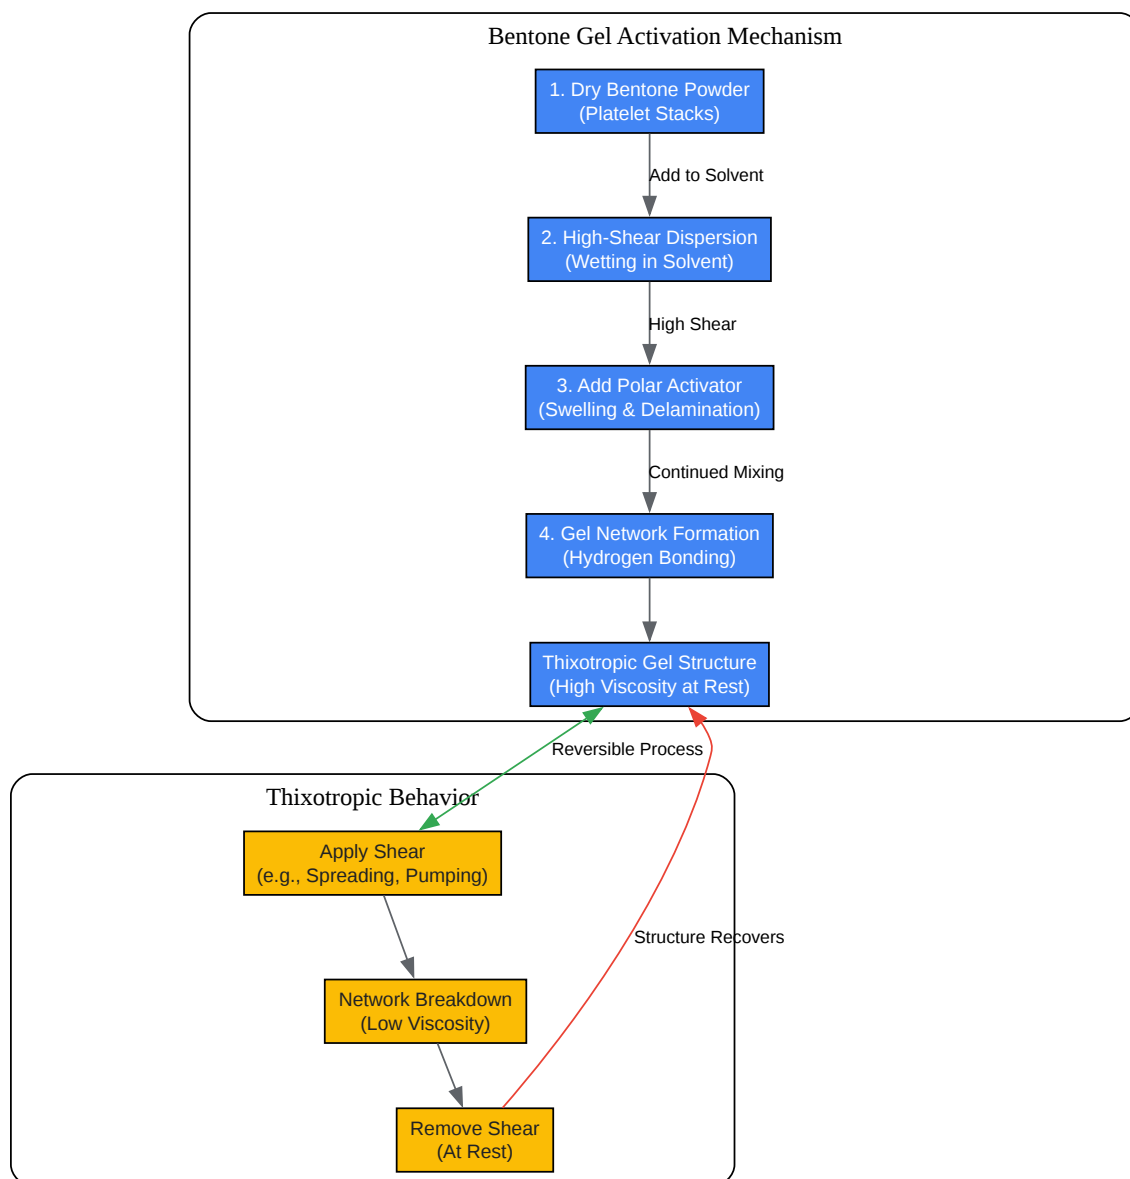 Bentone Gel Activation Mechanism
1. Dry Bentone Powder
(Platelet Stacks)
Add to Solvent
2. High-Shear Dispersion
(Wetting in Solvent)
High Shear
3. Add Polar Activator
(Swelling & Delamination)
Continued Mixing
4. Gel Network Formation
(Hydrogen Bonding)
Thixotropic Gel Structure
(High Viscosity at Rest)
Reversible Process
Thixotropic Behavior
Apply Shear
(e.g., Spreading, Pumping)
Structure Recovers
Network Breakdown
(Low Viscosity)
Remove Shear
(At Rest)